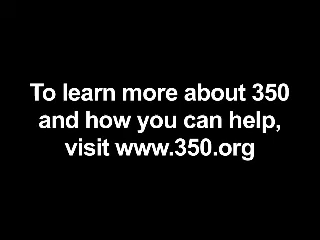 To learn more about 350
and how you can help,
visit www.350.org